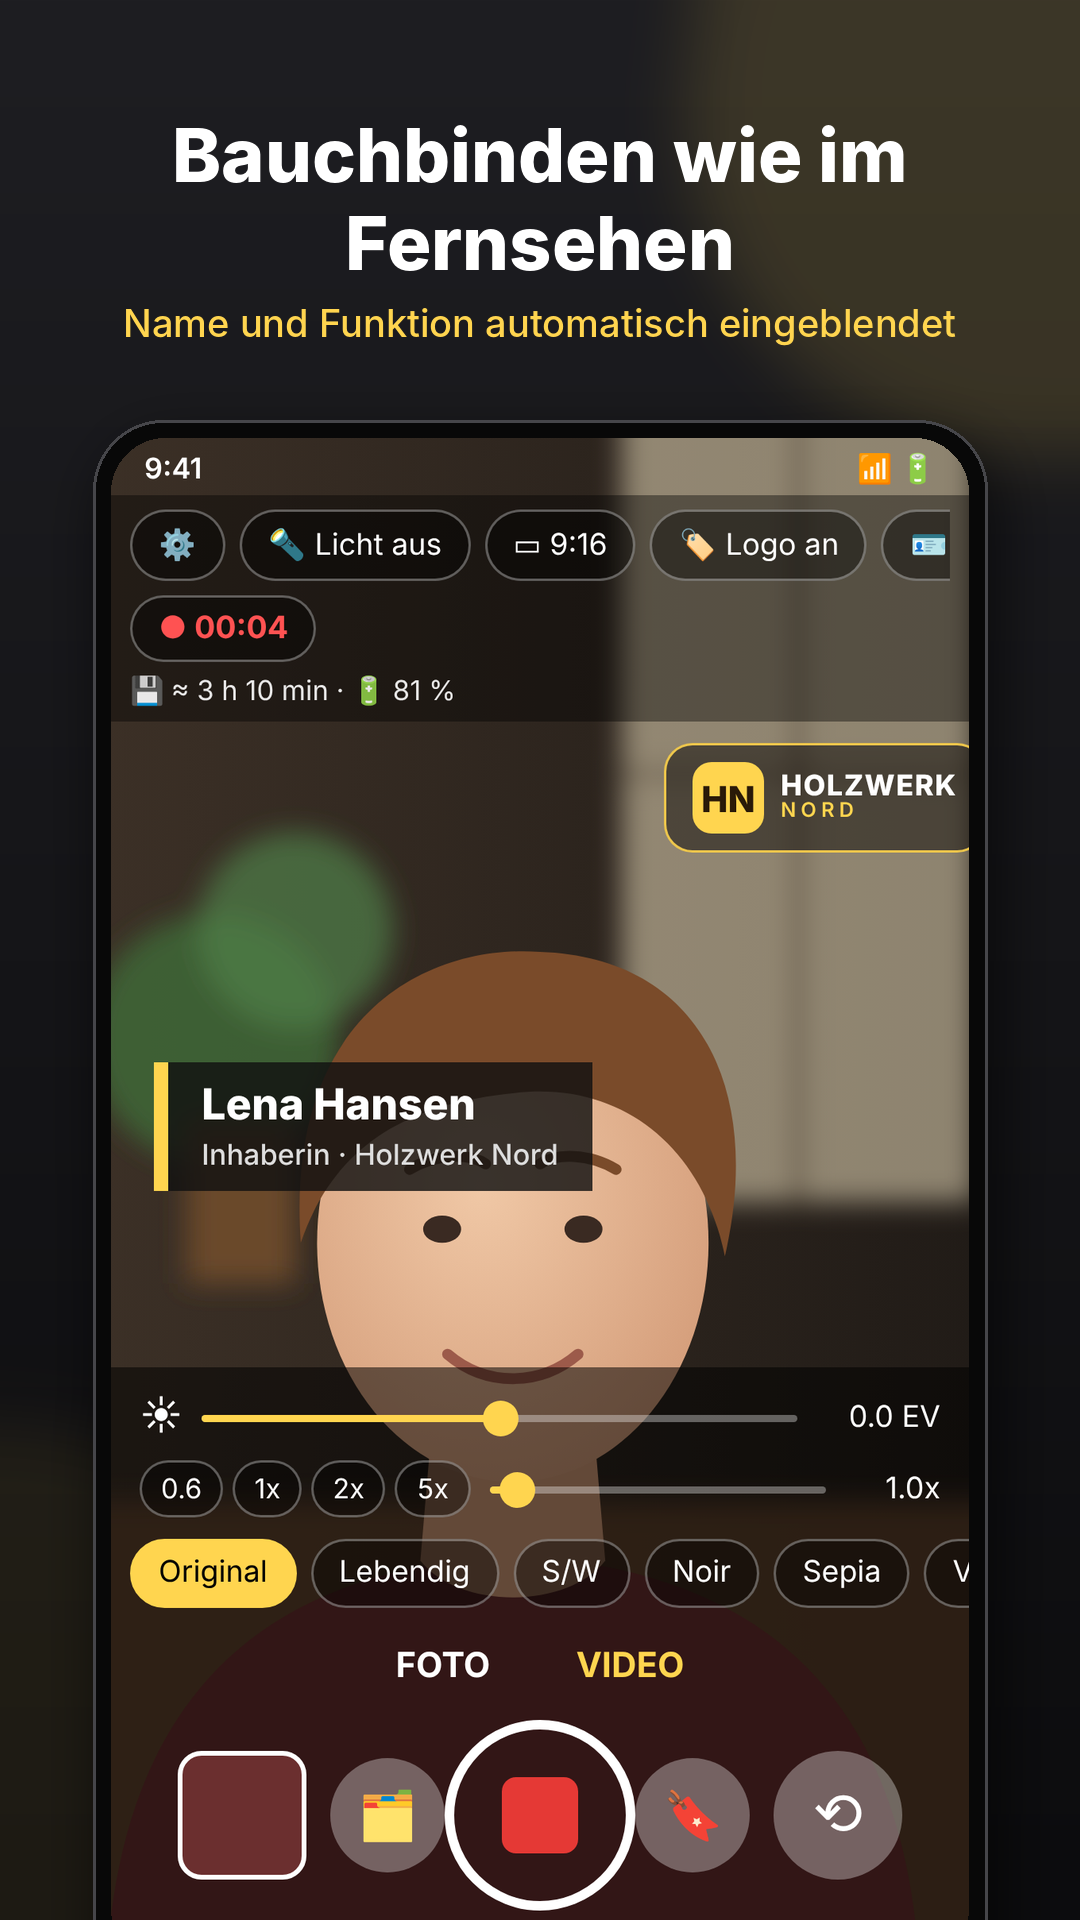 Bauchbinden wie im
Fernsehen
Name und Funktion automatisch eingeblendet
9:41
Licht aus
9:16
Logo an
00:04
≈ 3 h 10 min · 81 %
HN
HOLZWERK
NORD
Lena Hansen
Inhaberin · Holzwerk Nord
0.0 EV
0.6 1x 2x 5x 1.0x
Original Lebendig S/W Noir Sepia V
FOTO VIDEO